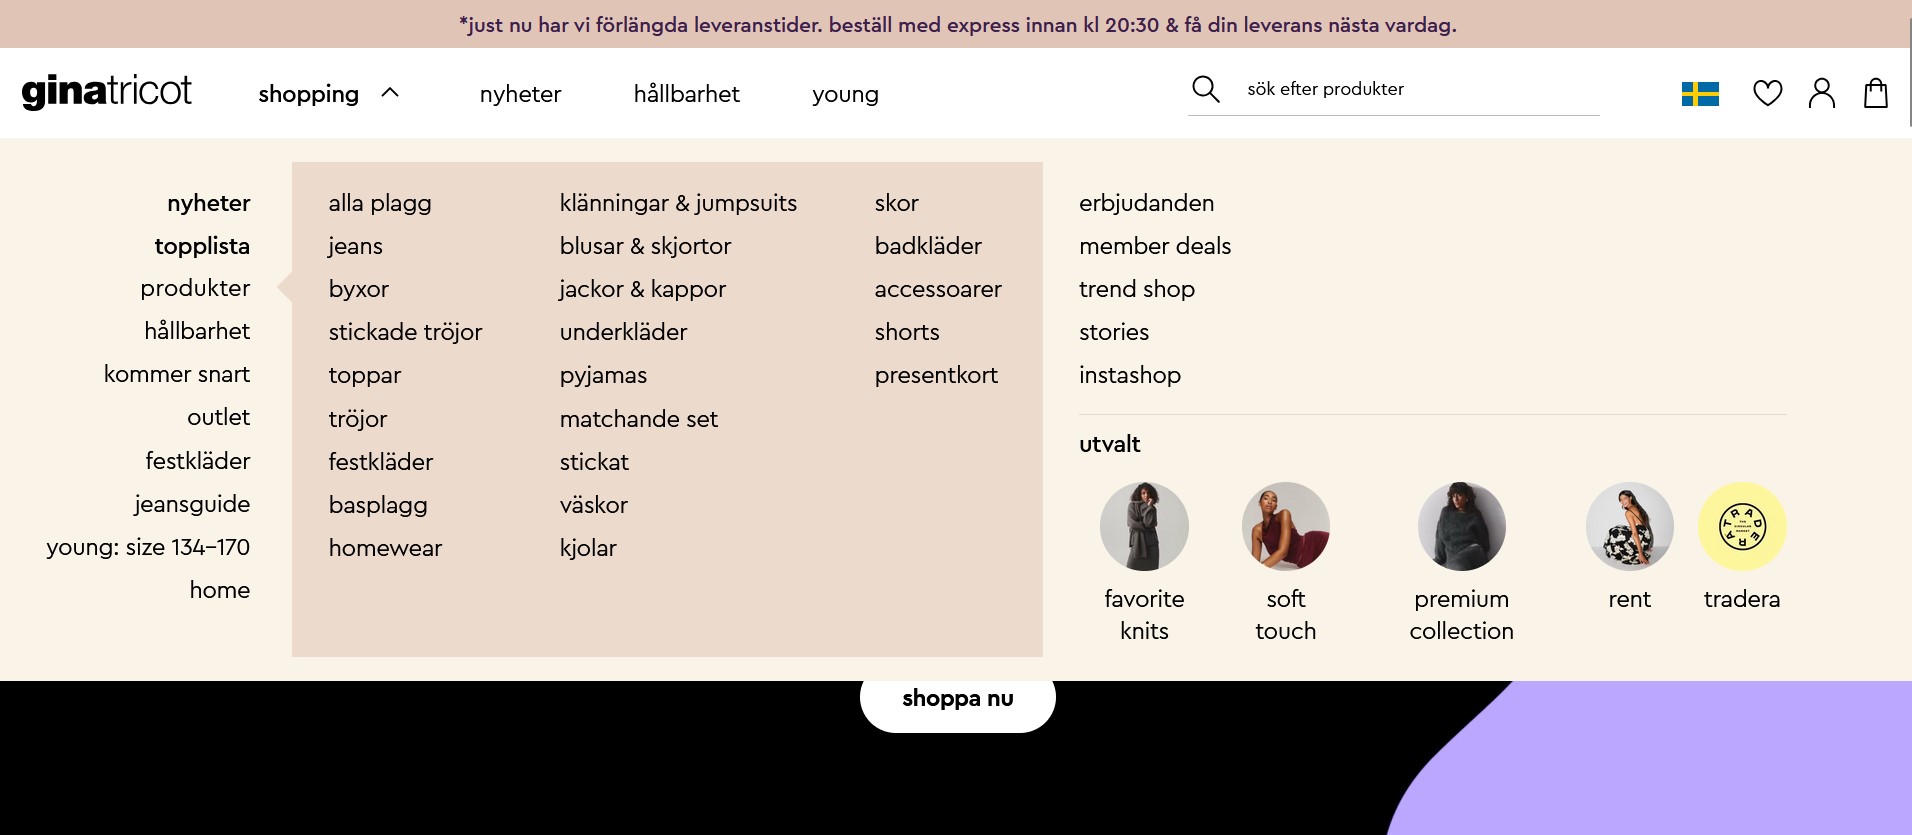 *just nu har vi förlängda leveranstider. beställ med express innan kl 20:30 & få din leverans nästa vardag.
ginatricot
shopping
nyheter
hållbarhet
young
sök efter produkter
nyheter
topplista
produkter
hållbarhet
kommer snart
outlet
festkläder
jeansguide
young: size 134–170
home
alla plagg
jeans
byxor
stickade tröjor
toppar
tröjor
festkläder
basplagg
homewear
klänningar & jumpsuits
blusar & skjortor
jackor & kappor
underkläder
pyjamas
matchande set
stickat
väskor
kjolar
skor
badkläder
accessoarer
shorts
presentkort
erbjudanden
member deals
trend shop
stories
instashop
utvalt
TRADERA
favorite
knits
soft
touch
premium
collection
rent
tradera
shoppa nu